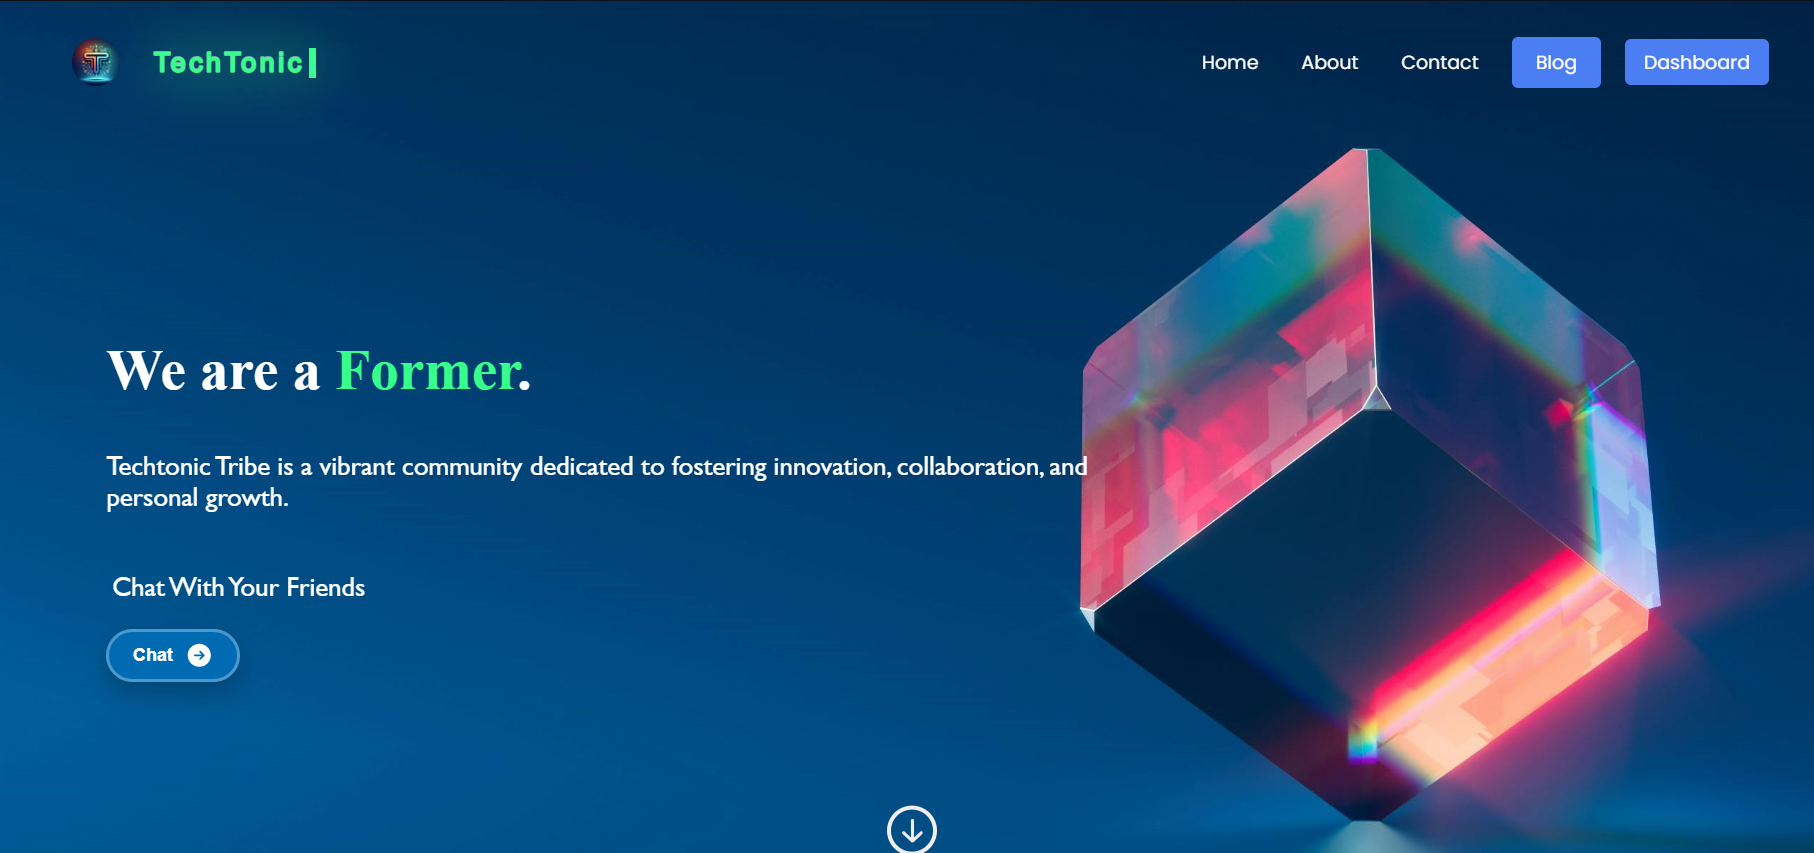 TechTonic
Home About Contact Blog Dashboard
We are a Former.
Techtonic Tribe is a vibrant community dedicated to fostering innovation, collaboration, and
personal growth.
Chat With Your Friends
Chat